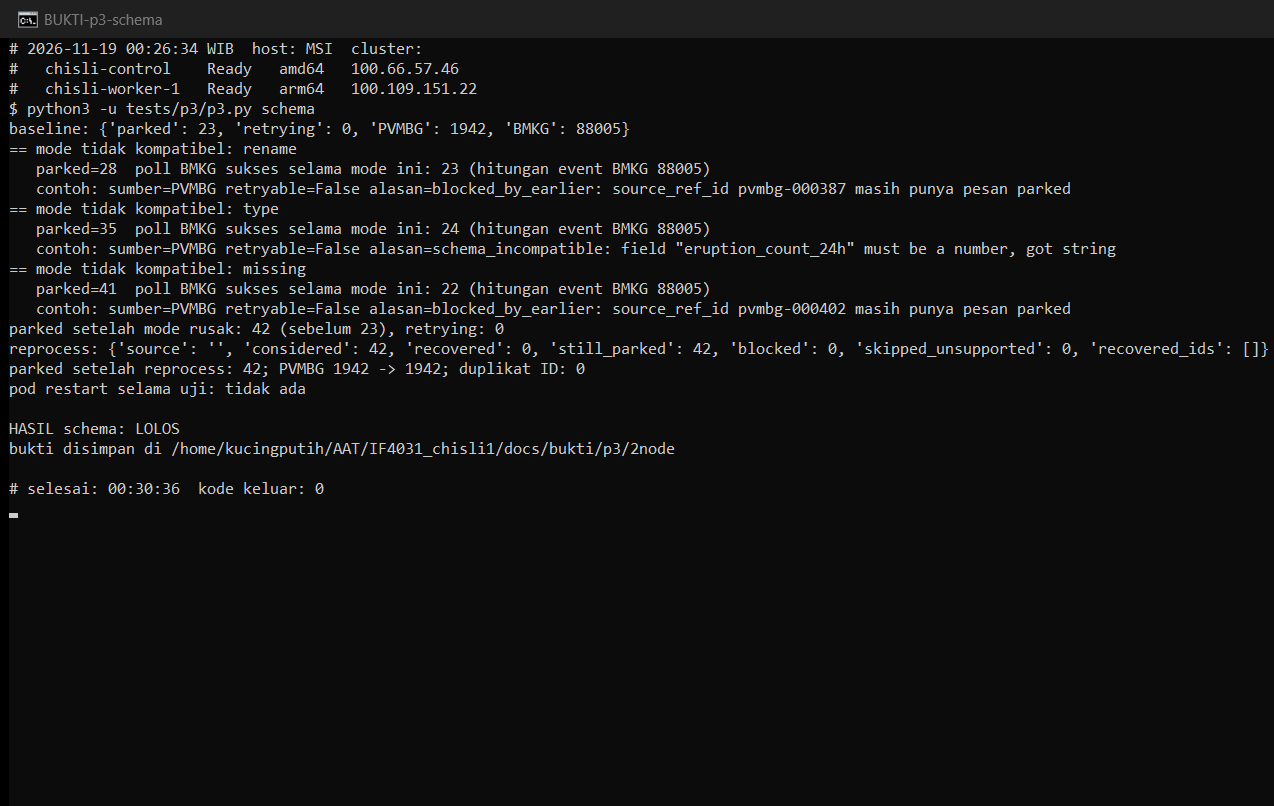 BUKTI-p3-schema
# 2026-11-19 00:26:34 WIB  host: MSI  cluster:
#   chisli-control    Ready   amd64   100.66.57.46
#   chisli-worker-1   Ready   arm64   100.109.151.22
$ python3 -u tests/p3/p3.py schema
baseline: {'parked': 23, 'retrying': 0, 'PVMBG': 1942, 'BMKG': 88005}
== mode tidak kompatibel: rename
   parked=28  poll BMKG sukses selama mode ini: 23 (hitungan event BMKG 88005)
   contoh: sumber=PVMBG retryable=False alasan=blocked_by_earlier: source_ref_id pvmbg-000387 masih punya pesan parked
== mode tidak kompatibel: type
   parked=35  poll BMKG sukses selama mode ini: 24 (hitungan event BMKG 88005)
   contoh: sumber=PVMBG retryable=False alasan=schema_incompatible: field "eruption_count_24h" must be a number, got string
== mode tidak kompatibel: missing
   parked=41  poll BMKG sukses selama mode ini: 22 (hitungan event BMKG 88005)
   contoh: sumber=PVMBG retryable=False alasan=blocked_by_earlier: source_ref_id pvmbg-000402 masih punya pesan parked
parked setelah mode rusak: 42 (sebelum 23), retrying: 0
reprocess: {'source': '', 'considered': 42, 'recovered': 0, 'still_parked': 42, 'blocked': 0, 'skipped_unsupported': 0, 'recovered_ids': []}
parked setelah reprocess: 42; PVMBG 1942 -> 1942; duplikat ID: 0
pod restart selama uji: tidak ada

HASIL schema: LOLOS
bukti disimpan di /home/kucingputih/AAT/IF4031_chisli1/docs/bukti/p3/2node

# selesai: 00:30:36  kode keluar: 0